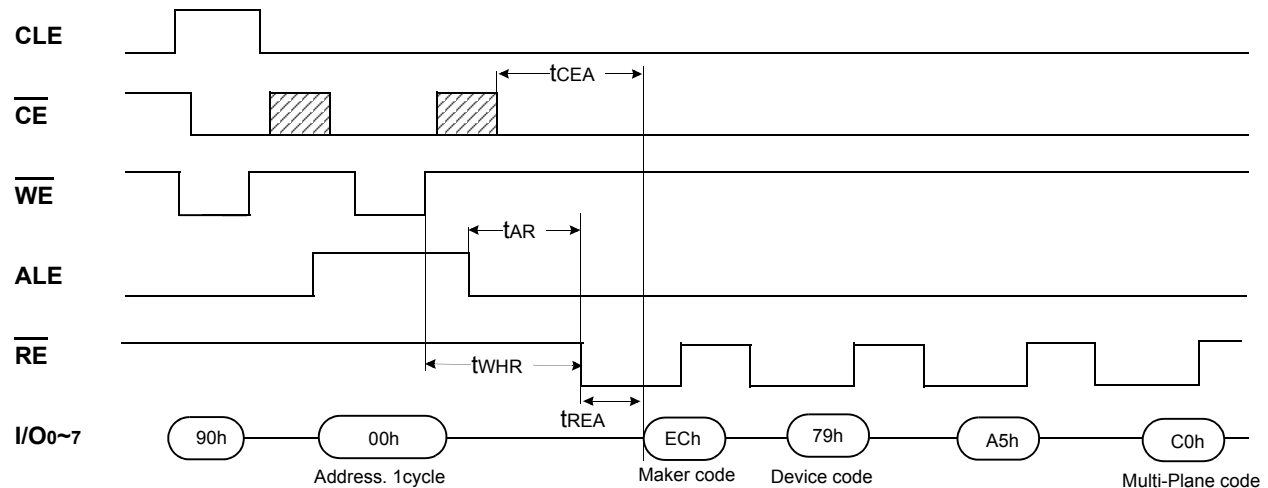 CLE
tCEA
CE
WE
tAR
ALE
RE
tWHR
tREA
I/O0~7
90h
00h
ECh
79h
A5h
C0h
Address. 1cycle
Maker code
Device code
Multi-Plane code